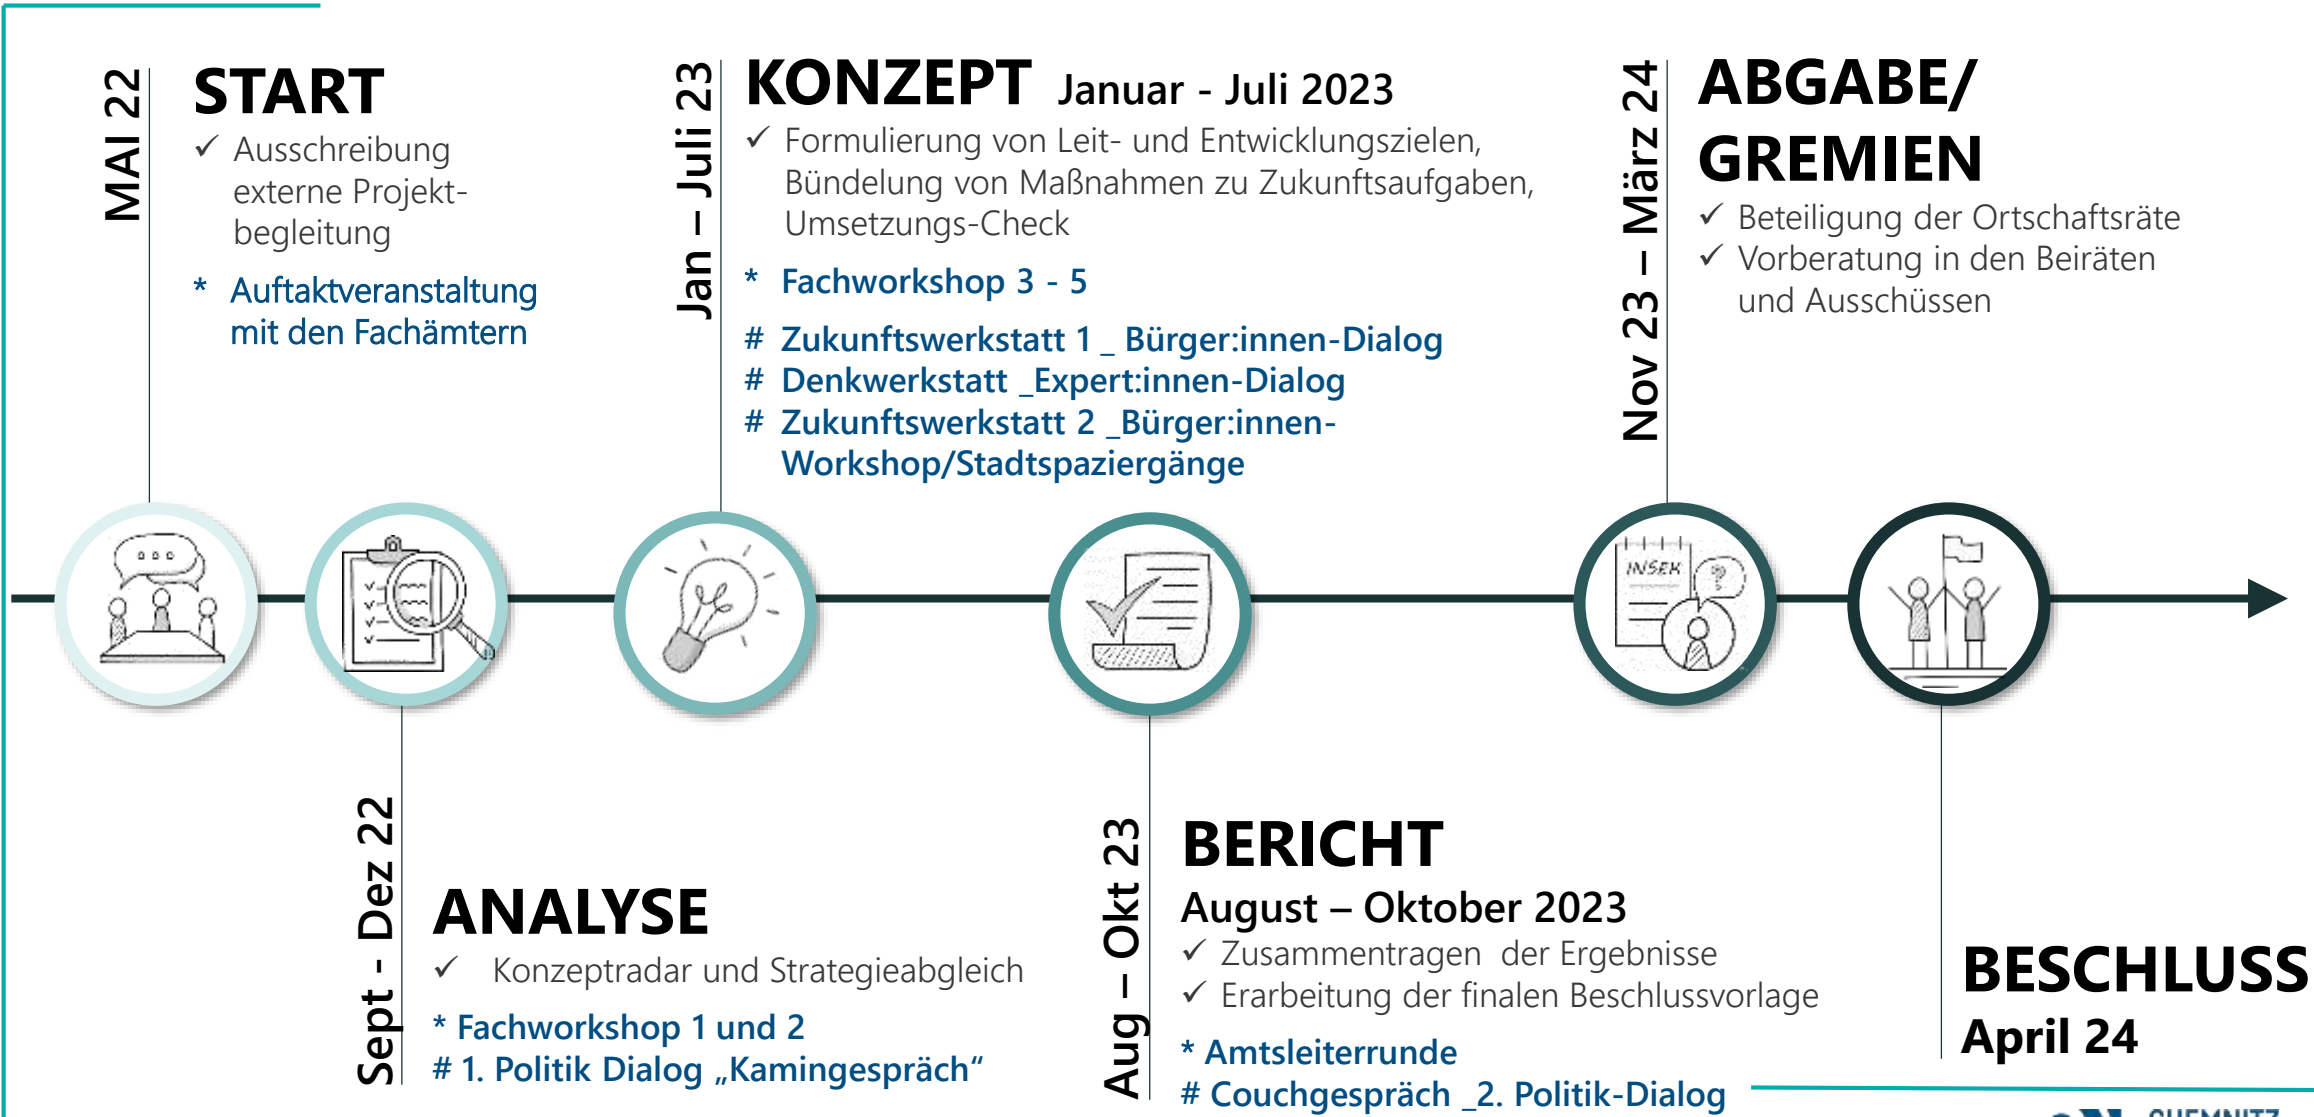 MAI 22
START
✓ Ausschreibung
externe Projekt-
begleitung
* Auftaktveranstaltung
mit den Fachämtern
Sept - Dez 22
ANALYSE
✓ Konzeptradar und Strategieabgleich
* Fachworkshop 1 und 2
# 1. Politik Dialog „Kamingespräch“
Jan – Juli 23
KONZEPT Januar - Juli 2023
✓ Formulierung von Leit- und Entwicklungszielen,
Bündelung von Maßnahmen zu Zukunftsaufgaben,
Umsetzungs-Check
* Fachworkshop 3 - 5
# Zukunftswerkstatt 1 _ Bürger:innen-Dialog
# Denkwerkstatt _Expert:innen-Dialog
# Zukunftswerkstatt 2 _Bürger:innen-
Workshop/Stadtspaziergänge
Aug – Okt 23
BERICHT
August – Oktober 2023
✓ Zusammentragen der Ergebnisse
✓ Erarbeitung der finalen Beschlussvorlage
* Amtsleiterrunde
# Couchgespräch _2. Politik-Dialog
Nov 23 – März 24
ABGABE/
GREMIEN
✓ Beteiligung der Ortschaftsräte
✓ Vorberatung in den Beiräten
und Ausschüssen
INSEK
?
BESCHLUSS
April 24
CHEMNITZ